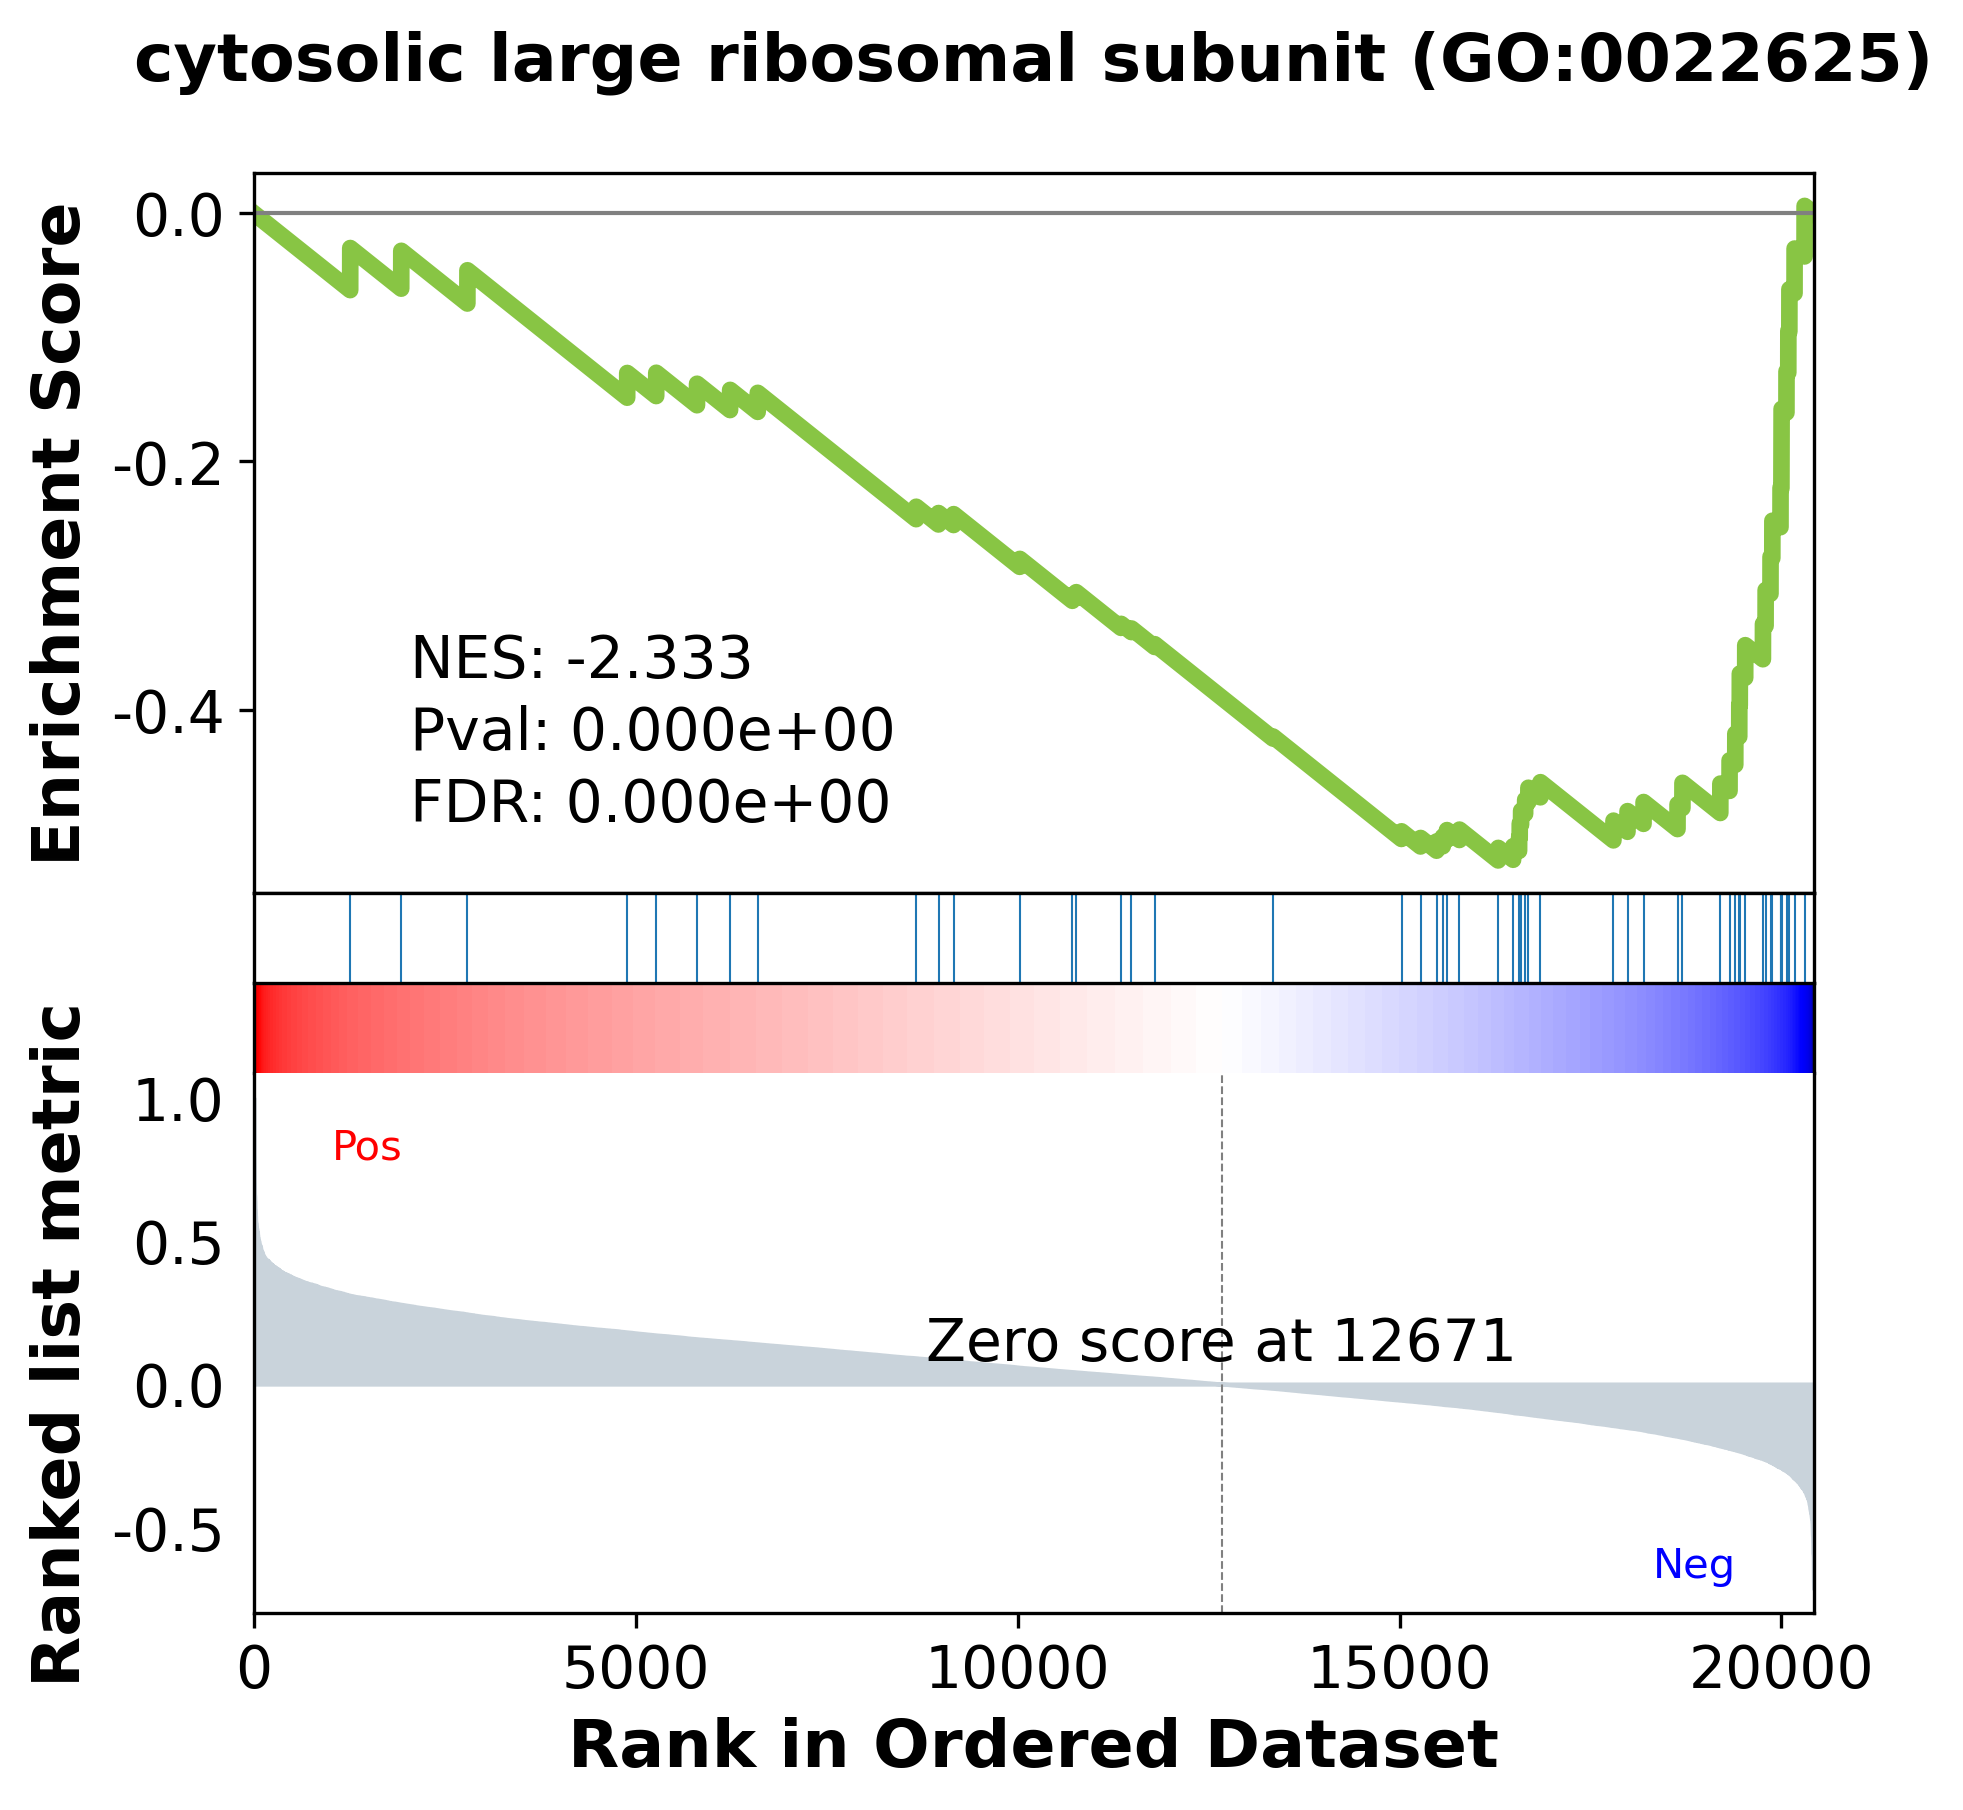 cytosolic large ribosomal subunit (GO:0022625)
Enrichment Score
0.0
-0.2
-0.4
NES: -2.333
Pval: 0.000e+00
FDR: 0.000e+00
Ranked list metric
1.0
0.5
0.0
-0.5
Pos
Zero score at 12671
Neg
0 5000 10000 15000 20000
Rank in Ordered Dataset